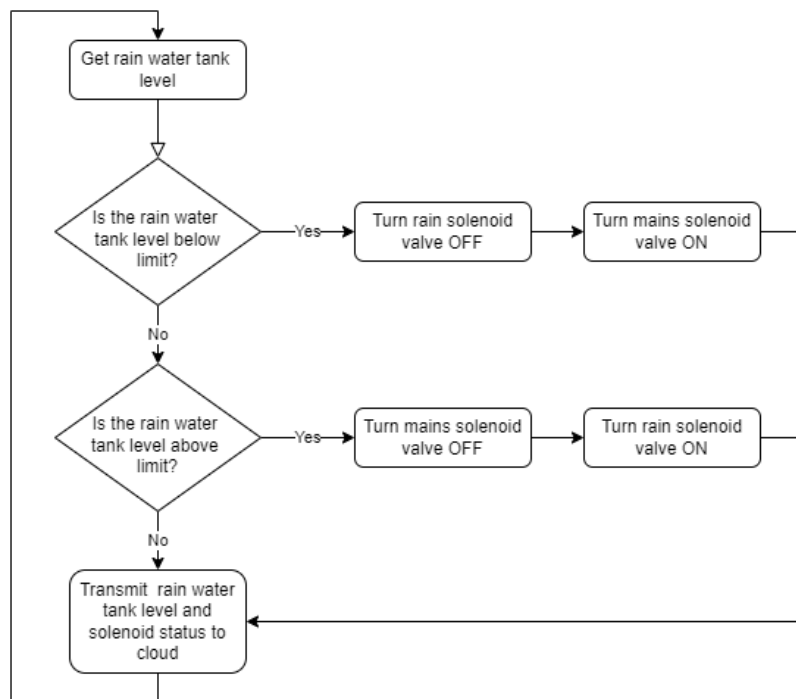 Get rain water tank
level
Is the rain water
tank level below
limit?
Yes
Turn rain solenoid
valve OFF
Turn mains solenoid
valve ON
No
Is the rain water
tank level above
limit?
Yes
Turn mains solenoid
valve OFF
Turn rain solenoid
valve ON
No
Transmit rain water
tank level and
solenoid status to
cloud